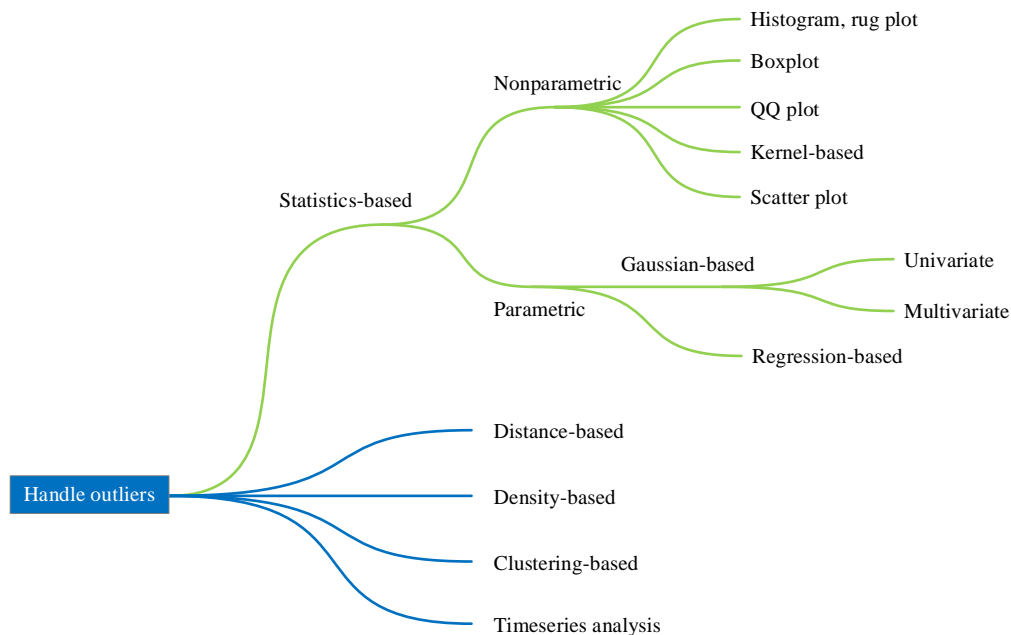 Histogram, rug plot
Boxplot
Nonparametric
QQ plot
Kernel-based
Scatter plot
Statistics-based
Gaussian-based
Univariate
Multivariate
Parametric
Regression-based
Distance-based
Handle outliers
Density-based
Clustering-based
Timeseries analysis